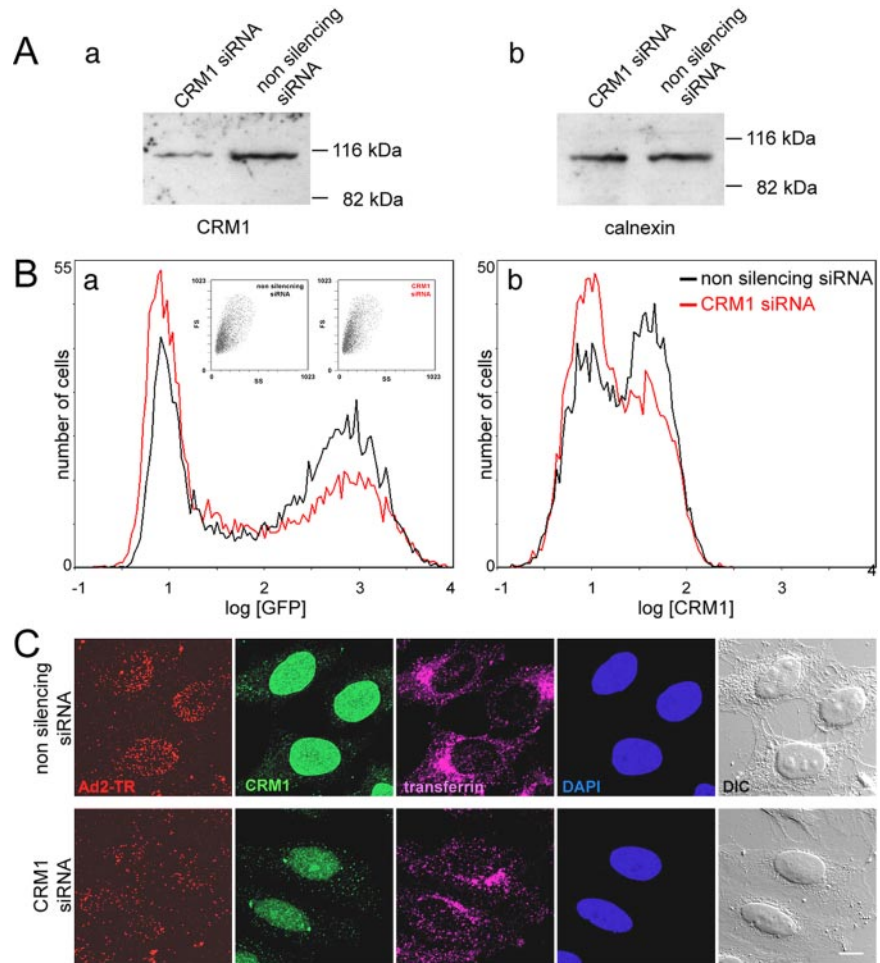 A
a
CRM1 siRNA
non silencing
siRNA
116 kDa
82 kDa
CRM1
b
CRM1 siRNA
non silencing
siRNA
116 kDa
82 kDa
calnexin
B
a
55
0
number of cells
-1
1
2
3
4
log [GFP]
1023
non silencning
siRNA
FS
0
0
SS
1023
1023
CRM1
siRNA
FS
0
0
SS
1023
b
50
0
number of cells
-1
0
1
2
3
4
log [CRM1]
non silencing siRNA
CRM1 siRNA
C
non silencing
siRNA
Ad2-TR
CRM1
transferrin
DAPI
DIC
CRM1
siRNA